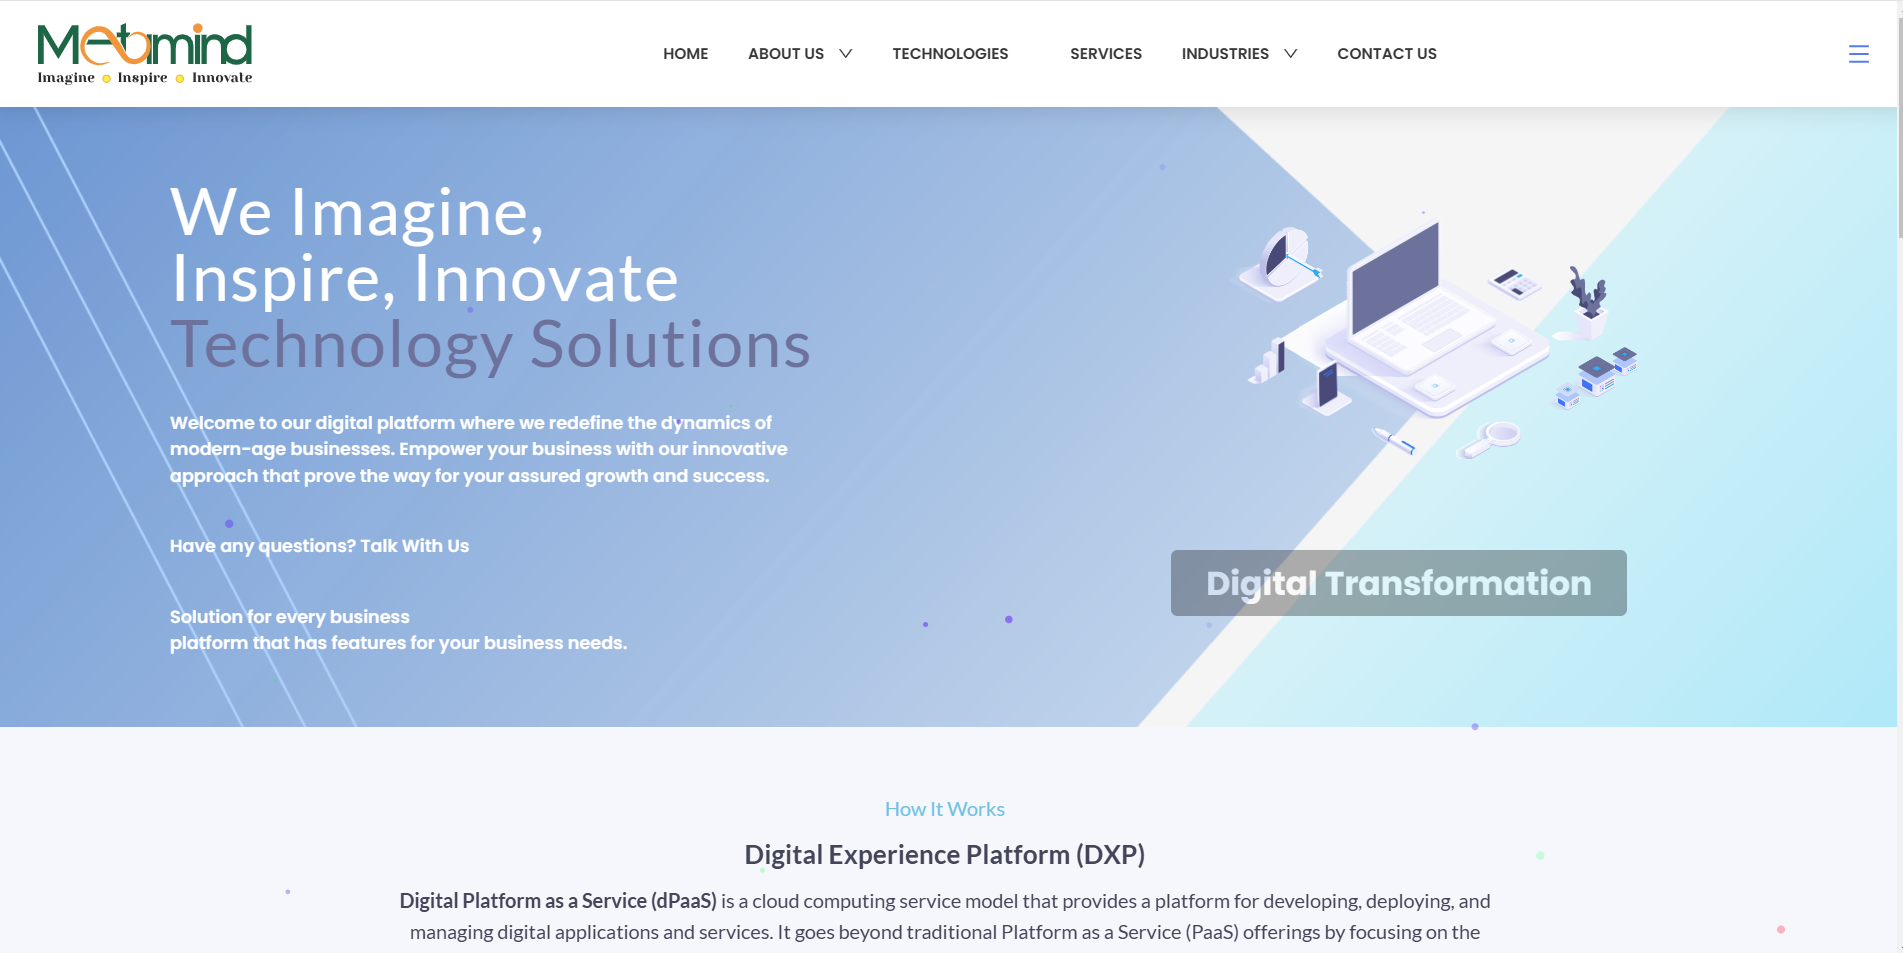 Metamind
Imagine Inspire Innovate
HOME ABOUT US TECHNOLOGIES SERVICES INDUSTRIES CONTACT US
We Imagine,
Inspire, Innovate
Technology Solutions
Welcome to our digital platform where we redefine the dynamics of
modern-age businesses. Empower your business with our innovative
approach that prove the way for your assured growth and success.
Have any questions? Talk With Us
Solution for every business
platform that has features for your business needs.
Digital Transformation
How It Works
Digital Experience Platform (DXP)
Digital Platform as a Service (dPaaS) is a cloud computing service model that provides a platform for developing, deploying, and
managing digital applications and services. It goes beyond traditional Platform as a Service (PaaS) offerings by focusing on the